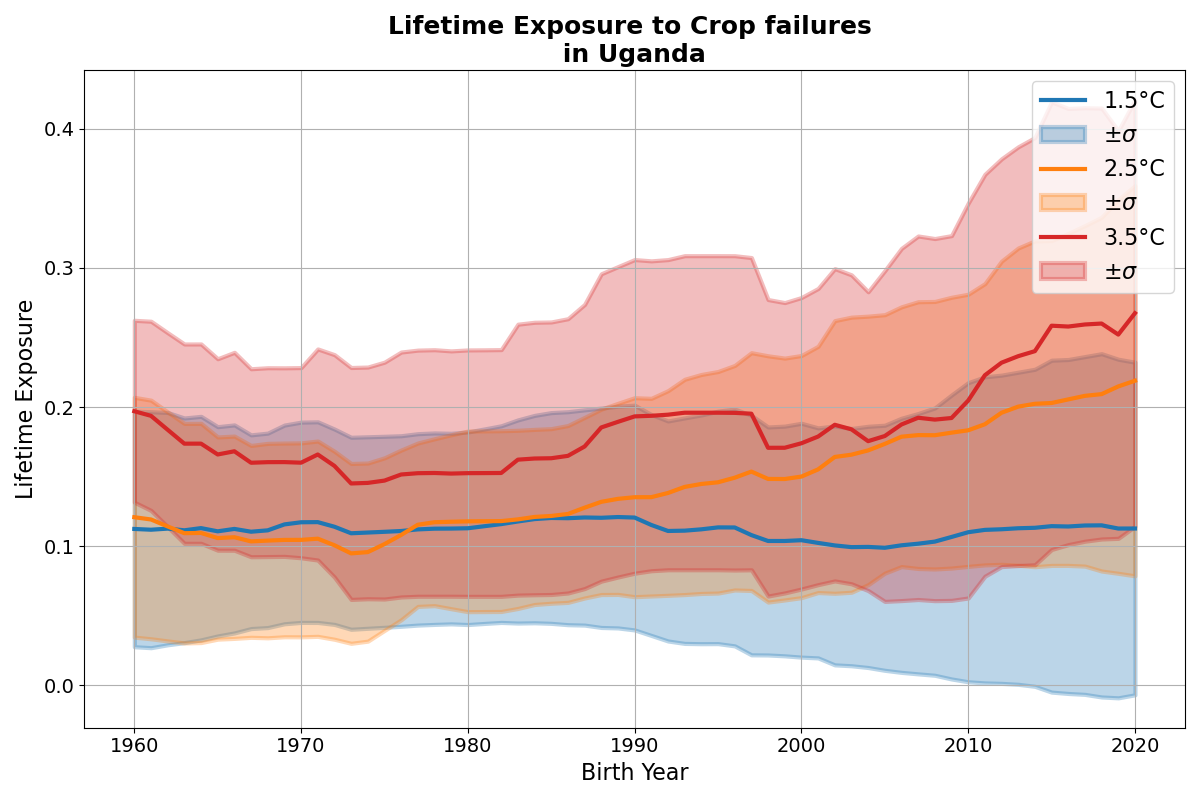 Lifetime Exposure to Crop failures
in Uganda
1.5°C
±σ
2.5°C
±σ
3.5°C
±σ
Lifetime Exposure
0.4
0.3
0.2
0.1
0.0
1960 1970 1980 1990 2000 2010 2020
Birth Year